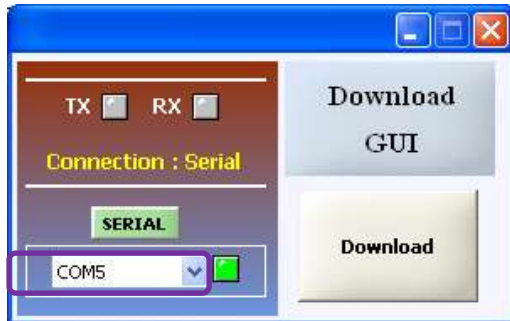 TX RX
Connection : Serial
SERIAL
COM5
Download
GUI
Download